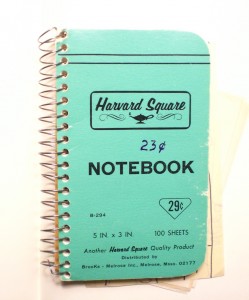 Harvard Square
23¢
NOTEBOOK
29¢
B-234
5 IN. x 3 IN. 100 SHEETS
Another Harvard Square Quality Product
Distributed by
Brooks - Melrose Inc., Melrose, Mass. 02177